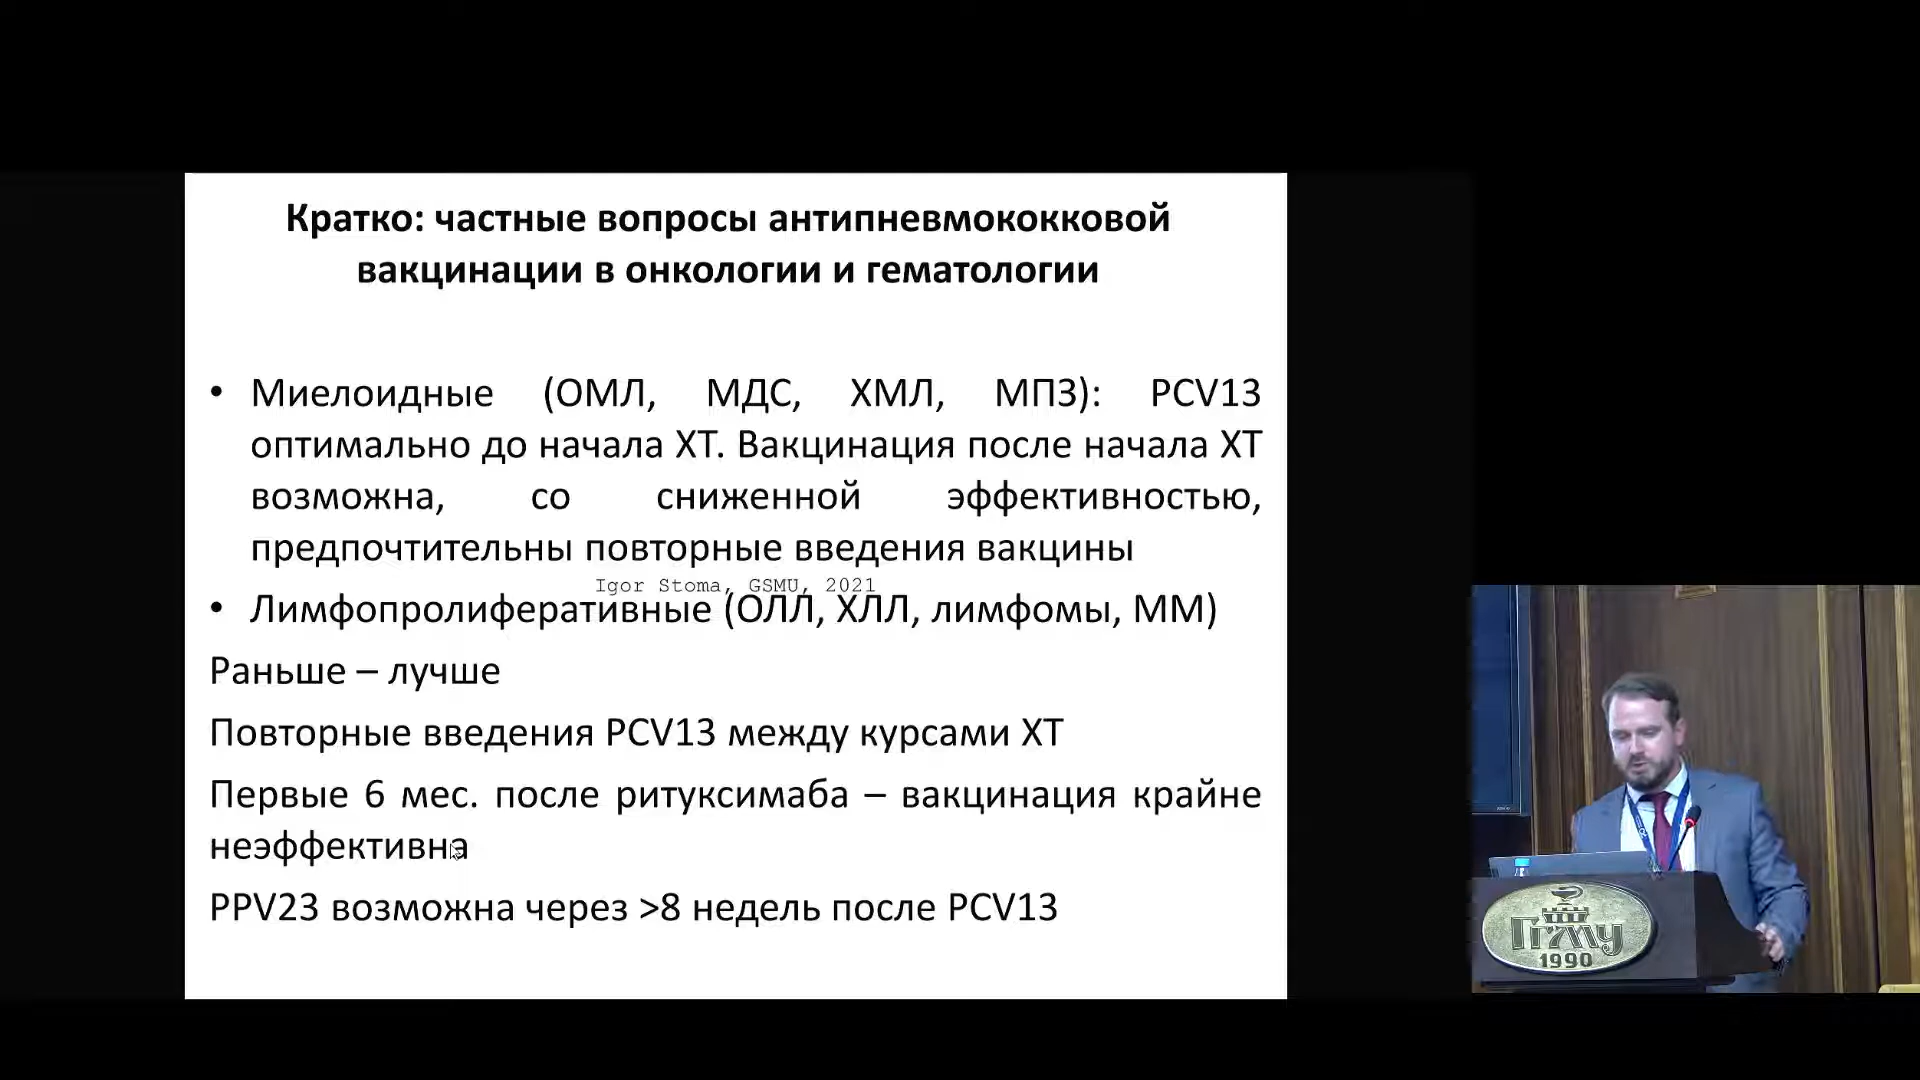 Кратко: частные вопросы антипневмококковой
вакцинации в онкологии и гематологии
• Миелоидные (ОМЛ, МДС, ХМЛ, МПЗ): PCV13
оптимально до начала ХТ. Вакцинация после начала ХТ
возможна, со сниженной эффективностью,
предпочтительны повторные введения вакцины
Igor Stoma, GSMU, 2021
• Лимфопролиферативные (ОЛЛ, ХЛЛ, лимфомы, ММ)
Раньше – лучше
Повторные введения PCV13 между курсами ХТ
Первые 6 мес. после ритуксимаба – вакцинация крайне
неэффективна
PPV23 возможна через >8 недель после PCV13
ГГМУ
1990